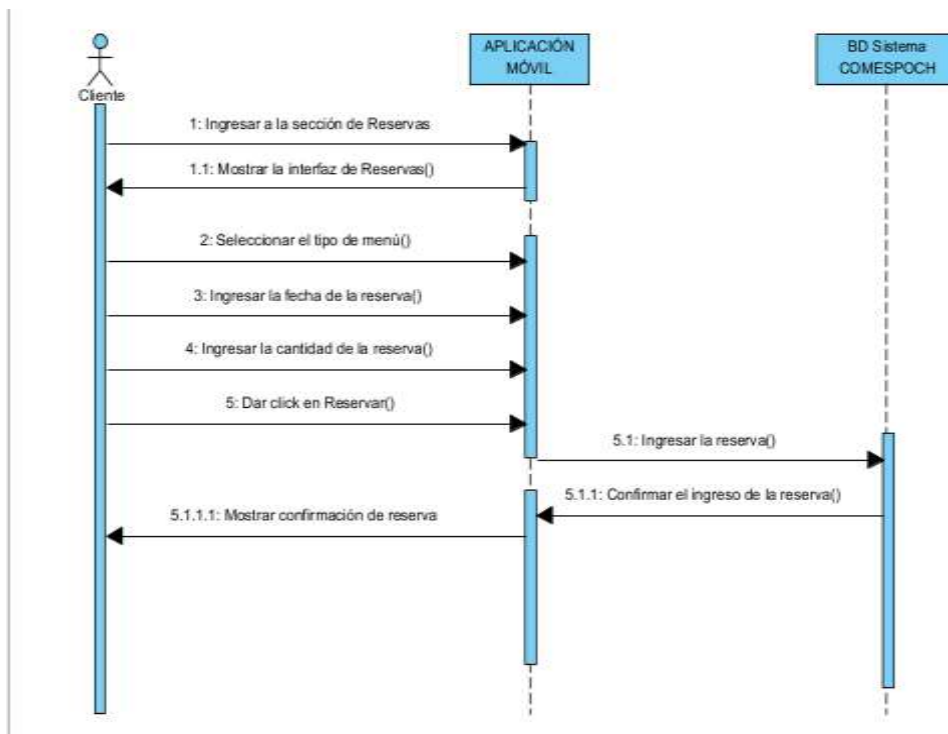 APLICACIÓN
MÓVIL
BD Sistema
COMESPOCH
Cliente
1: Ingresar a la sección de Reservas
1.1: Mostrar la interfaz de Reservas()
2: Seleccionar el tipo de menú()
3: Ingresar la fecha de la reserva()
4: Ingresar la cantidad de la reserva()
5: Dar click en Reservar()
5.1: Ingresar la reserva()
5.1.1: Confirmar el ingreso de la reserva()
5.1.1.1: Mostrar confirmación de reserva